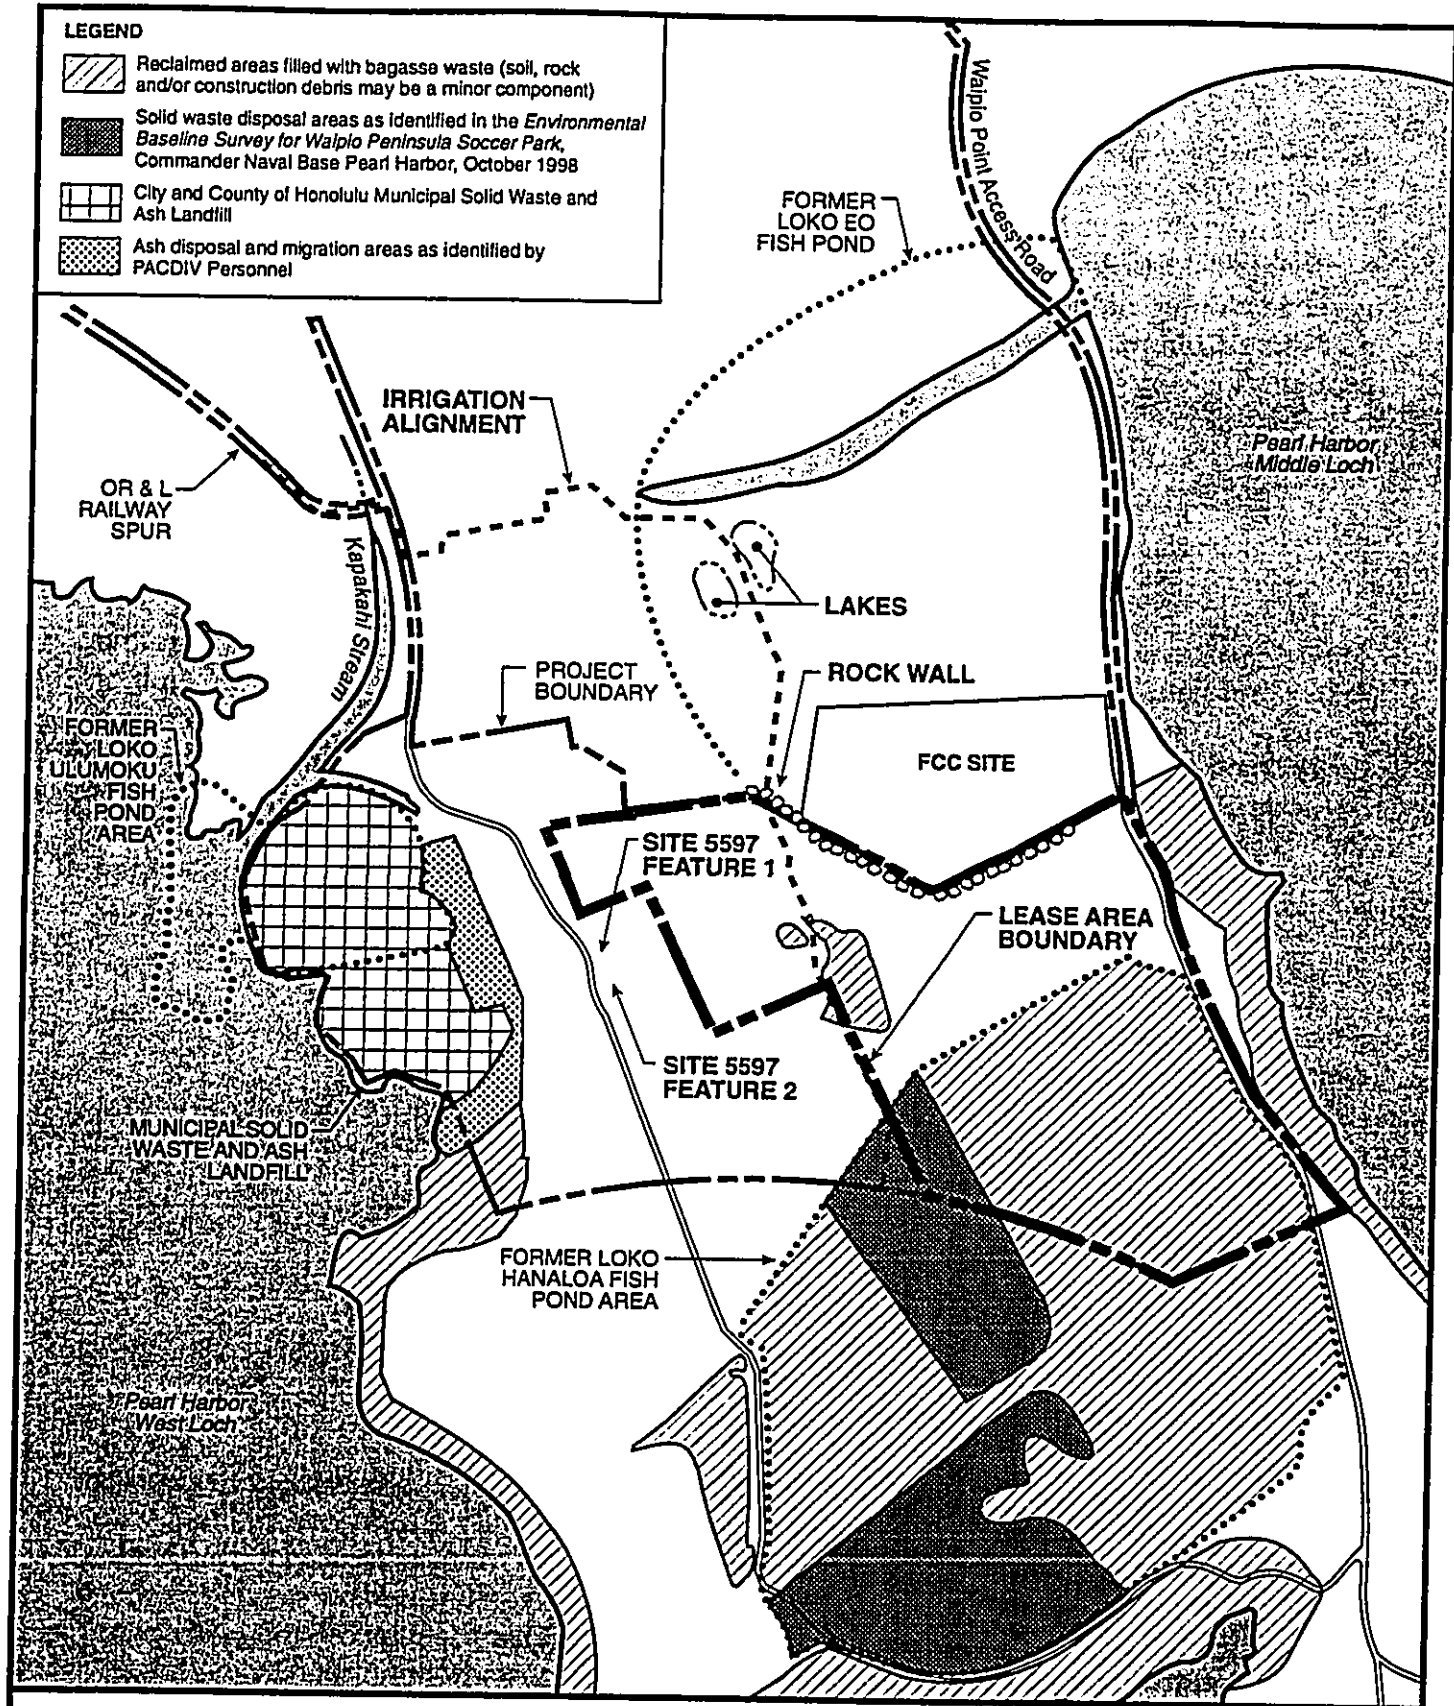 LEGEND
Reclaimed areas filled with bagasse waste (soil, rock
and/or construction debris may be a minor component)
Solid waste disposal areas as identified in the Environmental
Baseline Survey for Waipio Peninsula Soccer Park,
Commander Naval Base Pearl Harbor, October 1998
City and County of Honolulu Municipal Solid Waste and
Ash Landfill
Ash disposal and migration areas as identified by
PACDIV Personnel
Waipio Point Access Road
FORMER
LOKO EO
FISH POND
IRRIGATION
ALIGNMENT
Pearl Harbor
Middle Loch
OR & L
RAILWAY
SPUR
Kapakahi Stream
LAKES
PROJECT
BOUNDARY
ROCK WALL
FORMER
LOKO
ULUMOKU
FISH
POND
AREA
FCC SITE
SITE 5597
FEATURE 1
LEASE AREA
BOUNDARY
SITE 5597
FEATURE 2
MUNICIPAL SOLID
WASTE AND ASH
LANDFILL
FORMER LOKO
HANALOA FISH
POND AREA
Pearl Harbor
West Loch